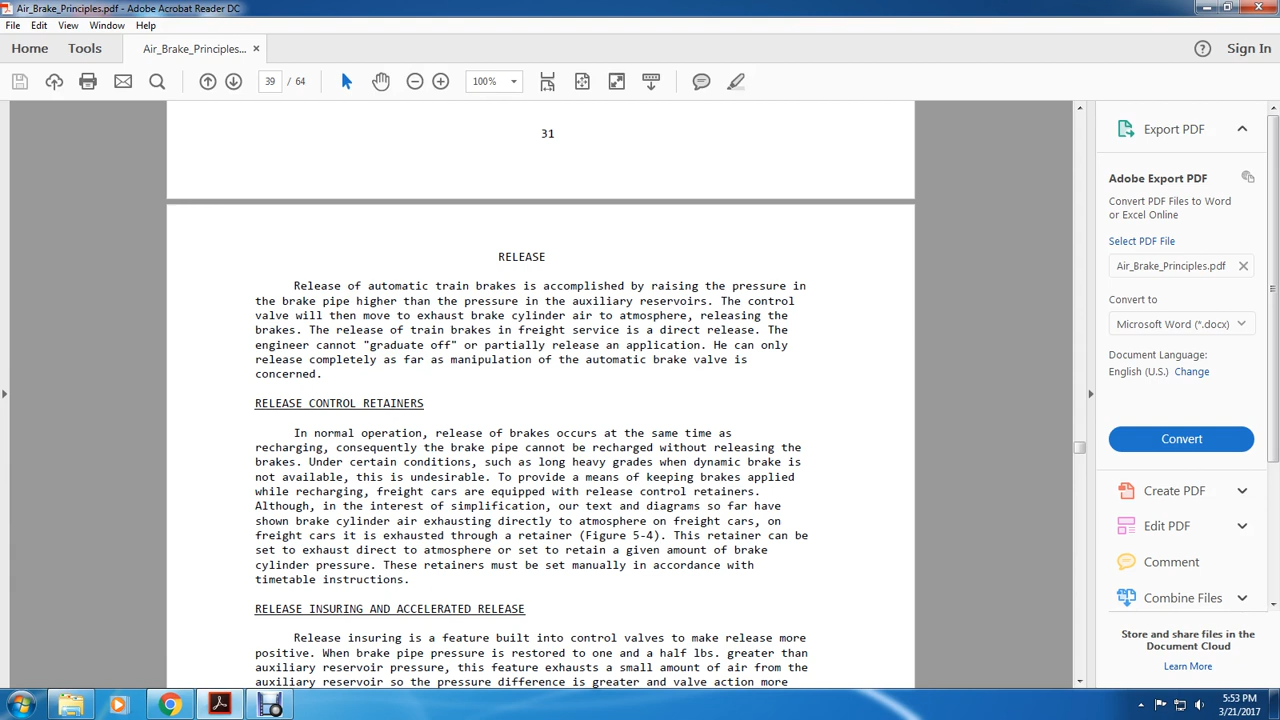 Air_Brake_Principles.pdf - Adobe Acrobat Reader DC
File Edit View Window Help
Home Tools Air_Brake_Principles... × Sign In
39 / 64 100%
31
RELEASE
Release of automatic train brakes is accomplished by raising the pressure in
the brake pipe higher than the pressure in the auxiliary reservoirs. The control
valve will then move to exhaust brake cylinder air to atmosphere, releasing the
brakes. The release of train brakes in freight service is a direct release. The
engineer cannot "graduate off" or partially release an application. He can only
release completely as far as manipulation of the automatic brake valve is
concerned.
RELEASE CONTROL RETAINERS
In normal operation, release of brakes occurs at the same time as
recharging, consequently the brake pipe cannot be recharged without releasing the
brakes. Under certain conditions, such as long heavy grades when dynamic brake is
not available, this is undesirable. To provide a means of keeping brakes applied
while recharging, freight cars are equipped with release control retainers.
Although, in the interest of simplification, our text and diagrams so far have
shown brake cylinder air exhausting directly to atmosphere on freight cars, on
freight cars it is exhausted through a retainer (Figure 5-4). This retainer can be
set to exhaust direct to atmosphere or set to retain a given amount of brake
cylinder pressure. These retainers must be set manually in accordance with
timetable instructions.
RELEASE INSURING AND ACCELERATED RELEASE
Release insuring is a feature built into control valves to make release more
positive. When brake pipe pressure is restored to one and a half lbs. greater than
auxiliary reservoir pressure, this feature exhausts a small amount of air from the
auxiliary reservoir so the pressure difference is greater and valve action more
Export PDF
Adobe Export PDF
Convert PDF Files to Word
or Excel Online
Select PDF File
Air_Brake_Principles.pdf
Convert to
Microsoft Word (*.docx)
Document Language:
English (U.S.) Change
Convert
Create PDF
Edit PDF
Comment
Combine Files
Store and share files in the
Document Cloud
Learn More
5:53 PM
3/21/2017